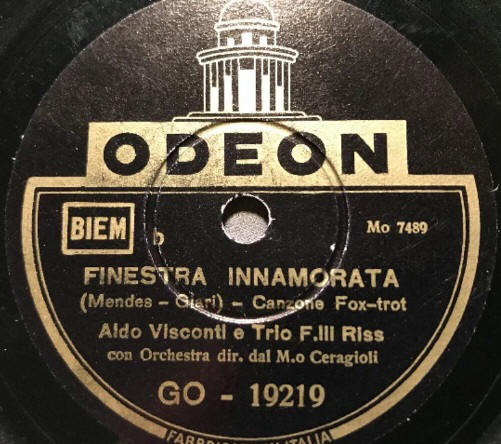 ODEON
BIEM b Mo 7489
FINESTRA INNAMORATA
(Mendes - Giari) - Canzone Fox-trot
Aldo Visconti e Trio F.lli Riss
con Orchestra dir. dal M.o Ceragioli
GO - 19219
ITALIA